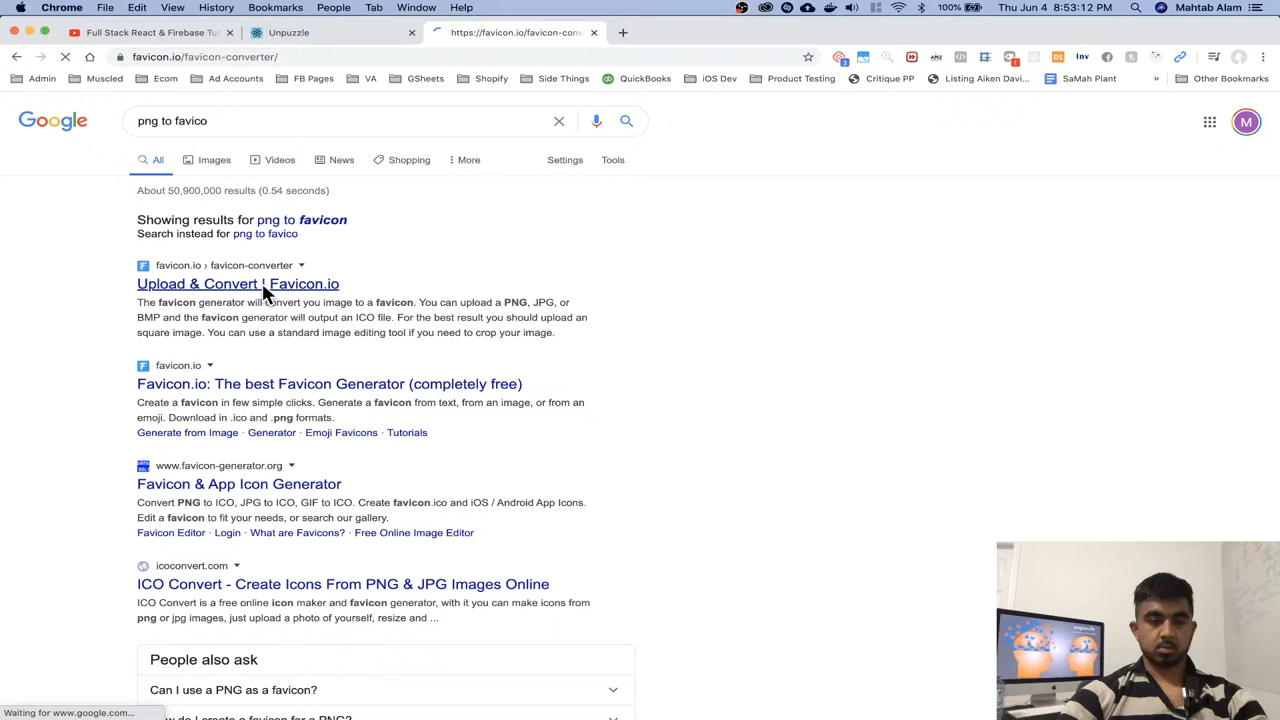 Chrome File Edit View History Bookmarks People Tab Window Help 100% Thu Jun 4 8:53:12 PM Mahtab Alam
Full Stack React & Firebase Tut Unpuzzle https://favicon.io/favicon-conv
favicon.io/favicon-converter/
Admin Muscled Ecom Ad Accounts FB Pages VA GSheets Shopify Side Things QuickBooks iOS Dev Product Testing Critique PP Listing Aiken Davi... SaMah Plant » Other Bookmarks
Google png to favico
M
All Images Videos News Shopping More Settings Tools
About 50,900,000 results (0.54 seconds)
Showing results for png to favicon
Search instead for png to favico
favicon.io › favicon-converter
Upload & Convert | Favicon.io
The favicon generator will convert you image to a favicon. You can upload a PNG, JPG, or
BMP and the favicon generator will output an ICO file. For the best result you should upload an
square image. You can use a standard image editing tool if you need to crop your image.
favicon.io
Favicon.io: The best Favicon Generator (completely free)
Create a favicon in few simple clicks. Generate a favicon from text, from an image, or from an
emoji. Download in .ico and .png formats.
Generate from Image · Generator · Emoji Favicons · Tutorials
www.favicon-generator.org
Favicon & App Icon Generator
Convert PNG to ICO, JPG to ICO, GIF to ICO. Create favicon.ico and iOS / Android App Icons.
Edit a favicon to fit your needs, or search our gallery.
Favicon Editor · Login · What are Favicons? · Free Online Image Editor
icoconvert.com
ICO Convert - Create Icons From PNG & JPG Images Online
ICO Convert is a free online icon maker and favicon generator, with it you can make icons from
png or jpg images, just upload a photo of yourself, resize and ...
People also ask
Can I use a PNG as a favicon?
do I create a favicon for a PNG?
Waiting for www.google.com...